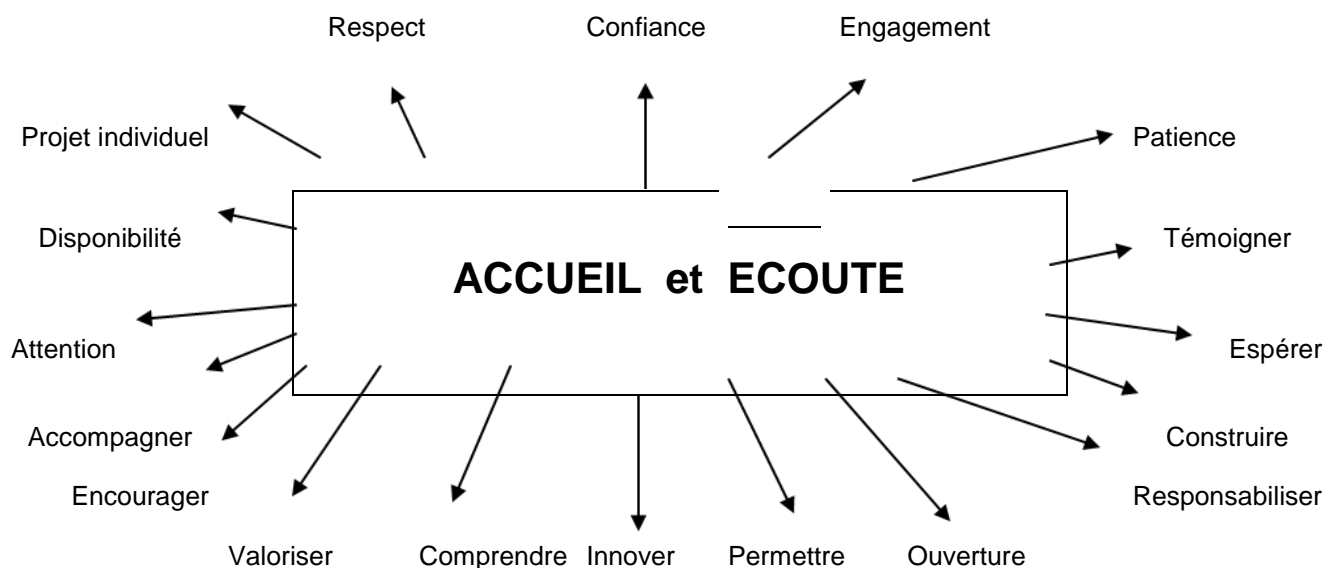 Respect Confiance Engagement
Projet individuel Patience
Disponibilité Témoigner
ACCUEIL et ECOUTE
Attention Espérer
Accompagner Construire
Encourager Responsabiliser
Valoriser Comprendre Innover Permettre Ouverture